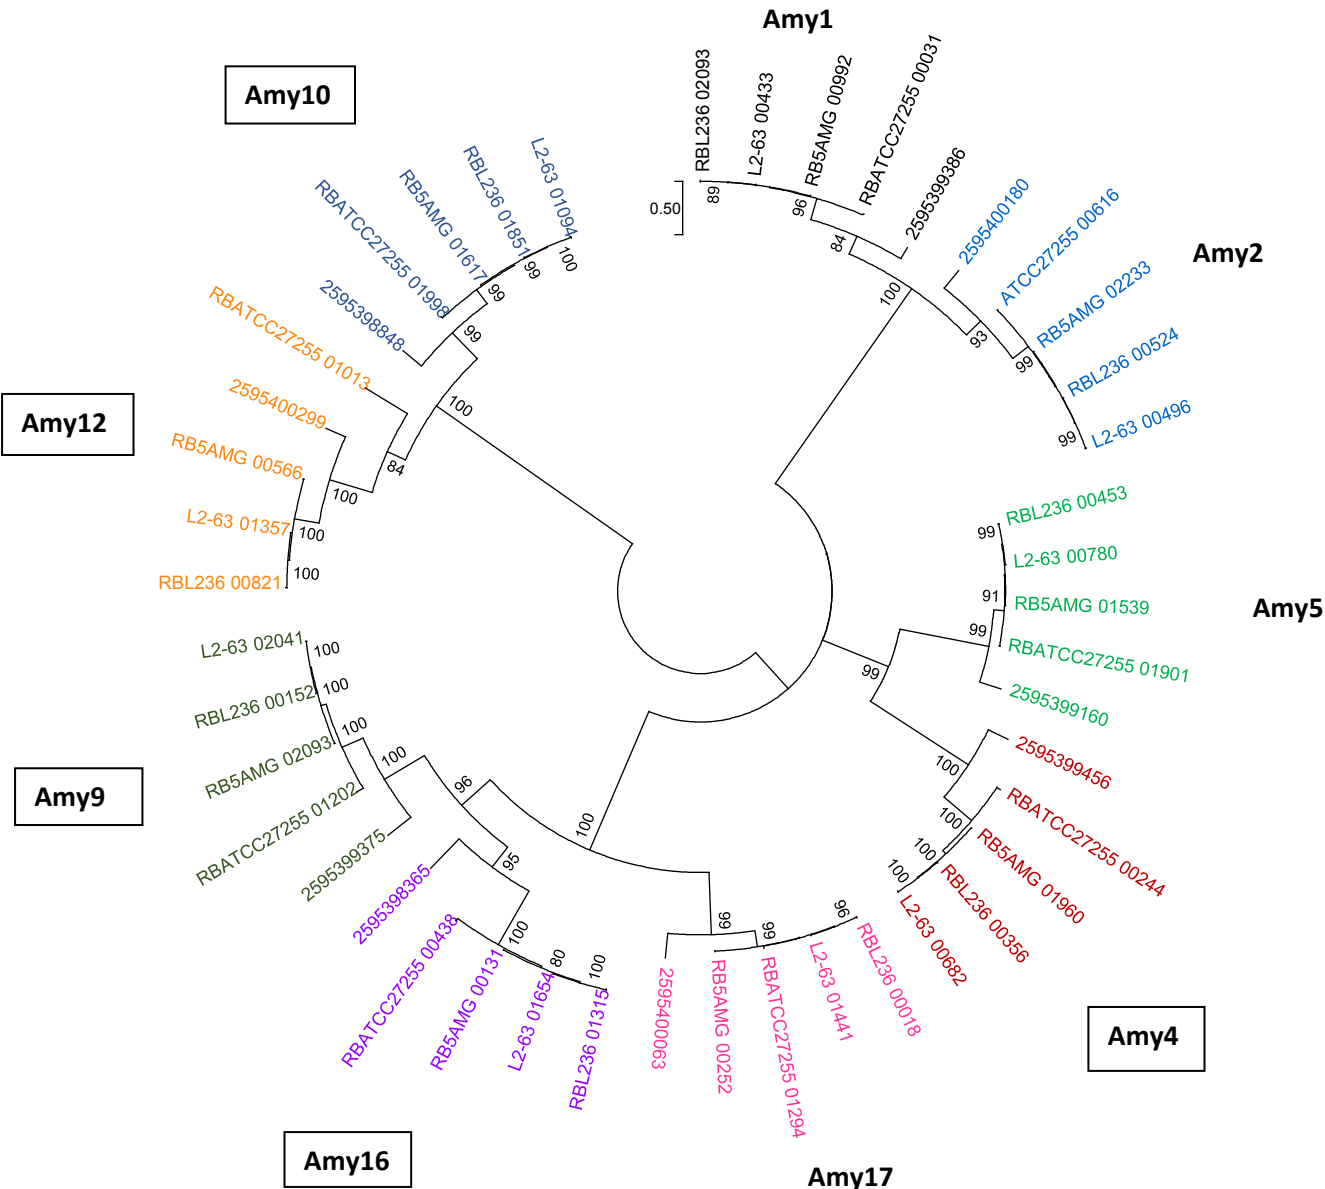 Amy1
RBL236 02093
L2-63 00433
RB5AMG 00992
RBATCC27255 00031
2595399386
89
96
84
100
0.50
Amy2
2595400180
ATCC27255 00616
RB5AMG 02233
RBL236 00524
L2-63 00496
93
99
99
Amy5
RBL236 00453
L2-63 00780
RB5AMG 01539
RBATCC27255 01901
2595399160
99
91
99
99
Amy4
2595399456
RBATCC27255 00244
RB5AMG 01960
RBL236 00356
L2-63 00682
100
100
100
100
Amy17
RBL236 00018
L2-63 01441
RBATCC27255 01294
RB5AMG 00252
2595400063
96
99
99
100
Amy16
RBL236 01315
L2-63 01654
RB5AMG 00131
RBATCC27255 00438
2595398365
100
80
100
95
96
Amy9
2595399375
RBATCC27255 01202
RB5AMG 02093
RBL236 00152
L2-63 02041
100
100
100
100
Amy12
RBL236 00821
L2-63 01357
RB5AMG 00566
2595400299
RBATCC27255 01013
100
100
100
84
100
Amy10
2595398848
RBATCC27255 01998
RB5AMG 01617
RBL236 01851
L2-63 01094
99
99
99
100